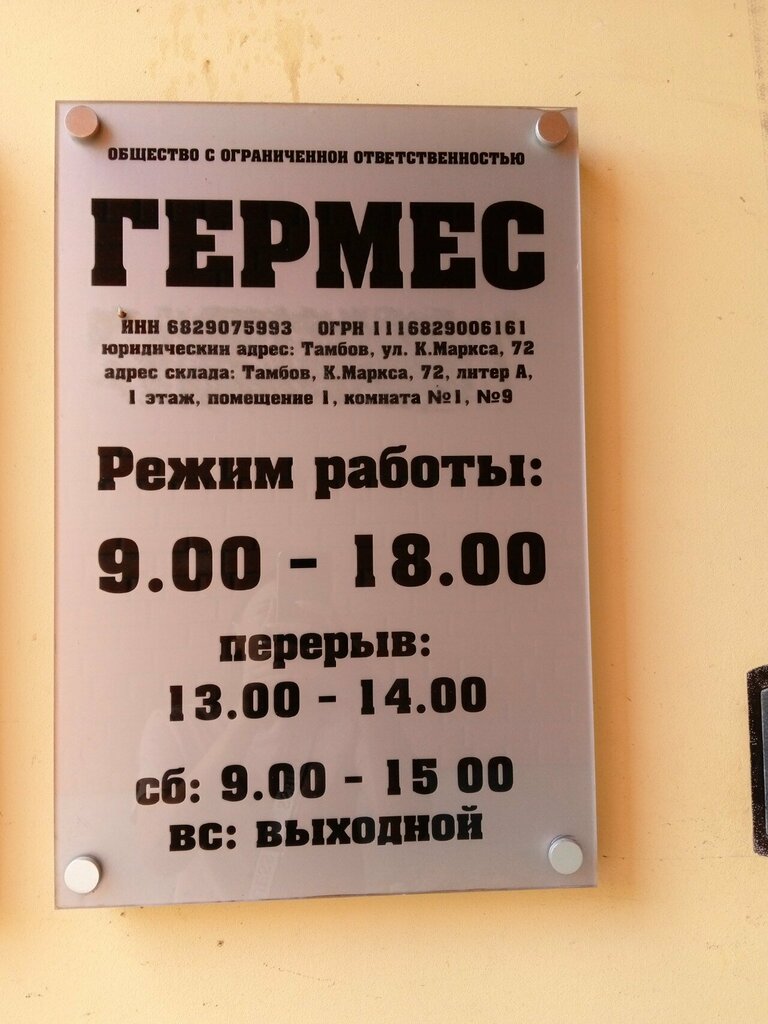 ОБЩЕСТВО С ОГРАНИЧЕННОИ ОТВЕТСТВЕННОСТЬЮ
ГЕРМЕС
ИНН 6829075993 ОГРН 1116829006161
юридическии адрес: Тамбов, ул. К.Маркса, 72
адрес склада: Тамбов, К.Маркса, 72, литер А,
1 этаж, помещение 1, комната №1, №9
Режим работы:
9.00 - 18.00
перерыв:
13.00 - 14.00
сб: 9.00 - 15 00
вс: выходной